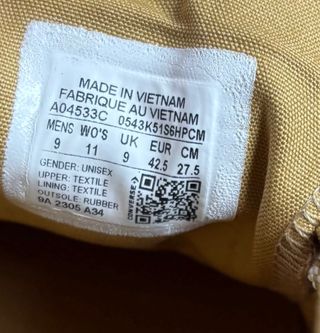 MADE IN VIETNAM
FABRIQUE AU VIETNAM
A04533C 0543K51S6HPCM
MENS WO'S UK EUR CM
9 11 9 42.5 27.5
GENDER: UNISEX
UPPER: TEXTILE
LINING: TEXTILE
OUTSOLE: RUBBER
9A 2305 A34
CONVERSE